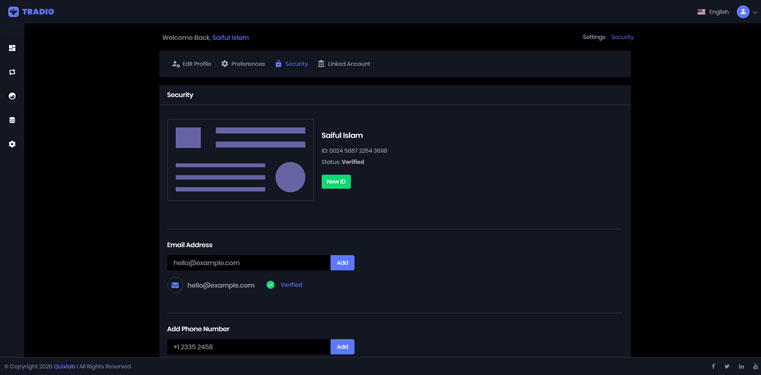 TRADIO
English
Welcome Back, Saiful Islam
Settings Security
Edit Profile Preferences Security Linked Account
Security
Saiful Islam
ID: 0024 5687 2254 3698
Status: Verified
New ID
Email Address
hello@example.com Add
hello@example.com Verified
Add Phone Number
+1 2335 2458 Add
© Copyright 2020 Quixlab I All Rights Reserved